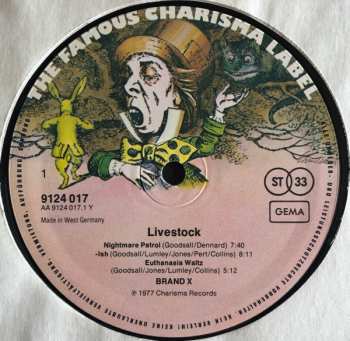 THE FAMOUS CHARISMA LABEL
1
9124 017
AA 9124 017.1 Y
Made in West Germany
ST 33
GEMA
Livestock
Nightmare Patrol (Goodsall/Dennard) 7:40
-Ish (Goodsall/Lumley/Jones/Pert/Collins) 8:11
Euthanasia Waltz
(Goodsall/Jones/Lumley/Collins) 5:12
BRAND X
℗ 1977 Charisma Records